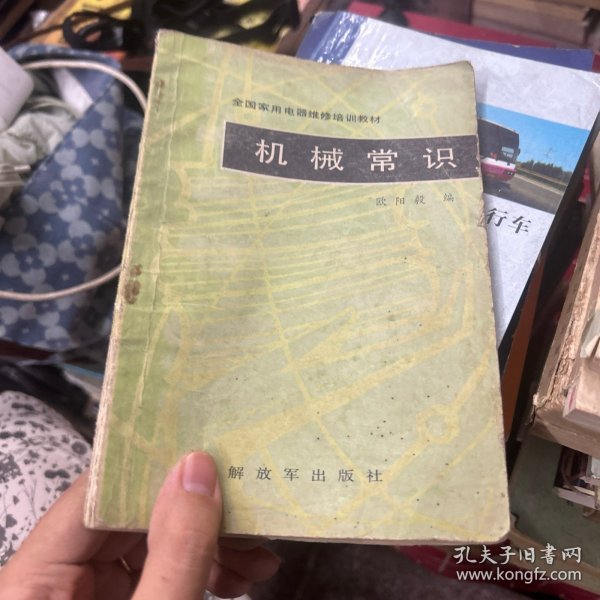 全国家用电器维修培训教材
机械常识
欧阳毅 编
解放军出版社
行车
孔夫子旧书网
www.kongfz.com